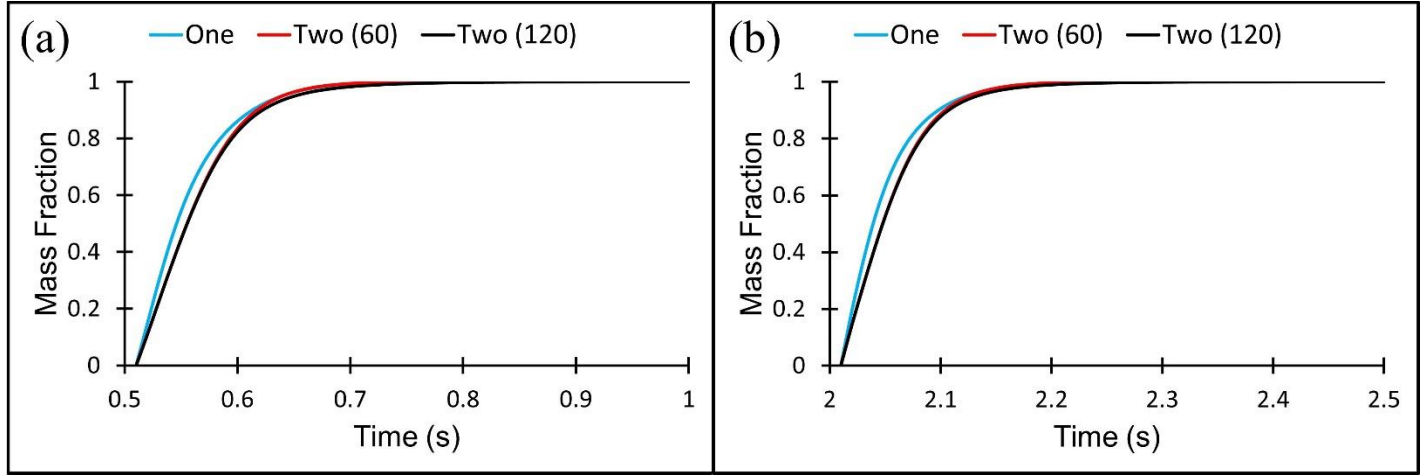 (a)
One Two (60) Two (120)
1
0.8
0.6
0.4
0.2
0
0.5 0.6 0.7 0.8 0.9 1
Mass Fraction
Time (s)
(b)
One Two (60) Two (120)
1
0.8
0.6
0.4
0.2
0
2 2.1 2.2 2.3 2.4 2.5
Mass Fraction
Time (s)